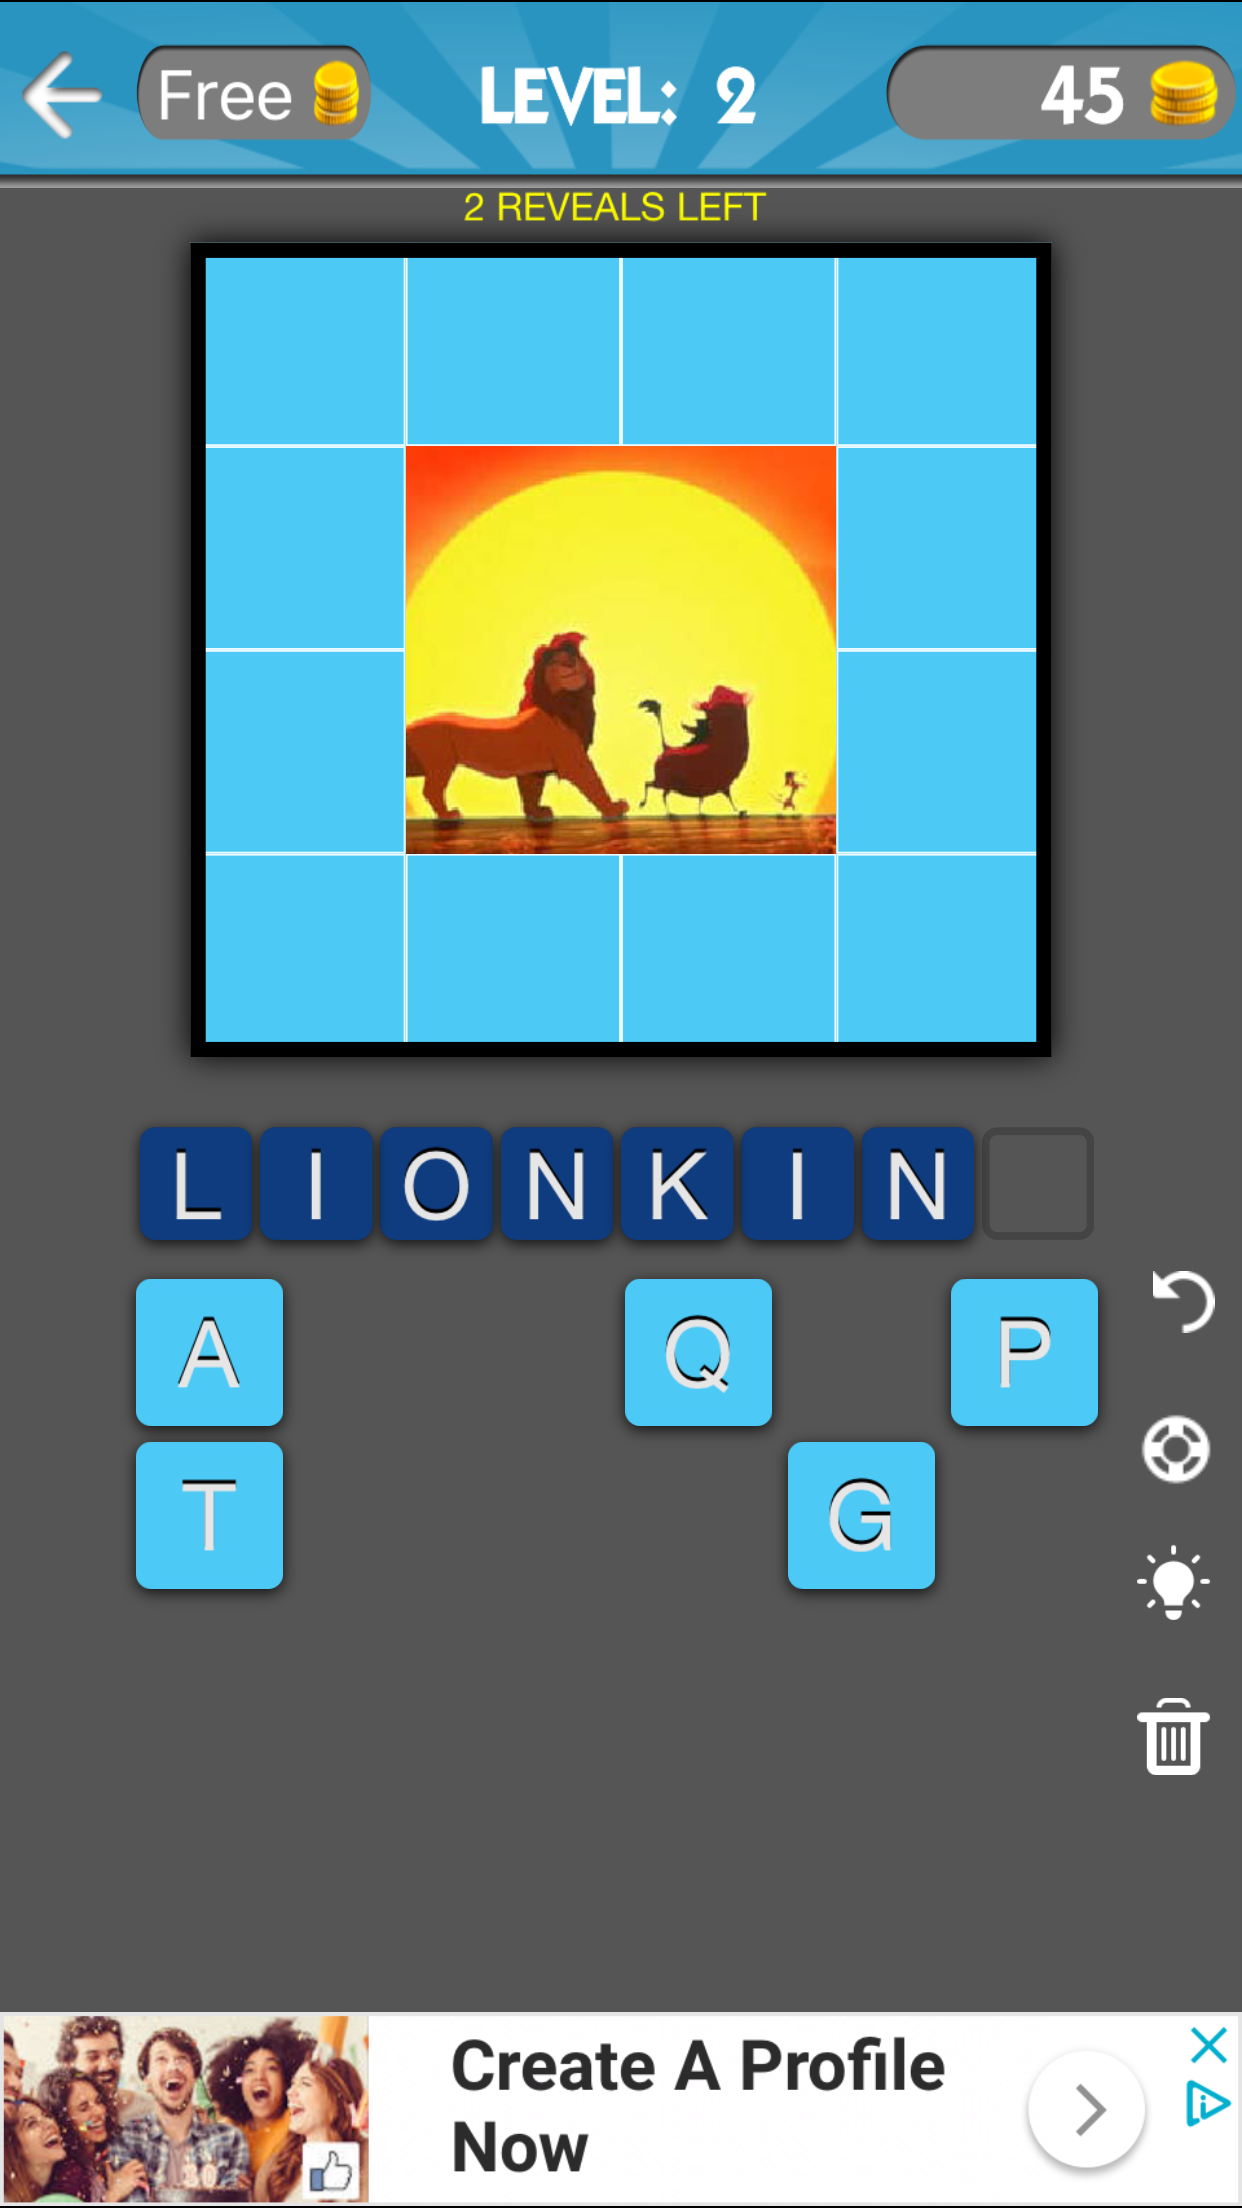 Free LEVEL: 2 45
2 REVEALS LEFT
L I O N K I N
A Q P
T G
Create A Profile
Now